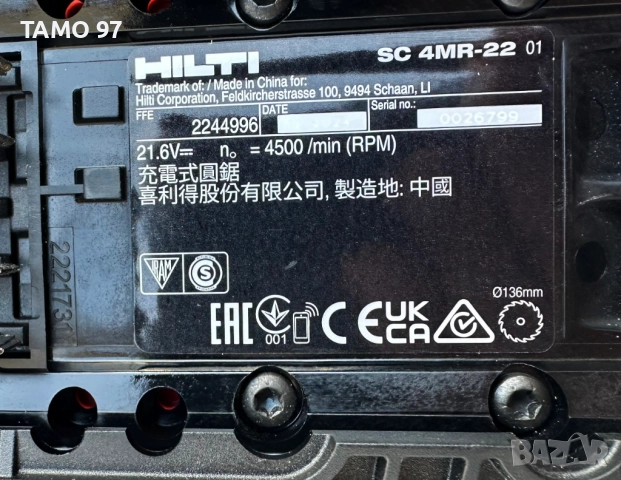 TAMO 97
HILTI SC 4MR-22 01
Trademark of: / Made in China for:
Hilti Corporation, Feldkircherstrasse 100, 9494 Schaan, LI
FFE DATE Serial no.:
2244996 0026799
21.6V n₀ = 4500 /min (RPM)
充電式圓鋸
喜利得股份有限公司, 製造地: 中國
2221731
IRAM S
Ø136mm
EAC 001 CE UK CA
BAZAR